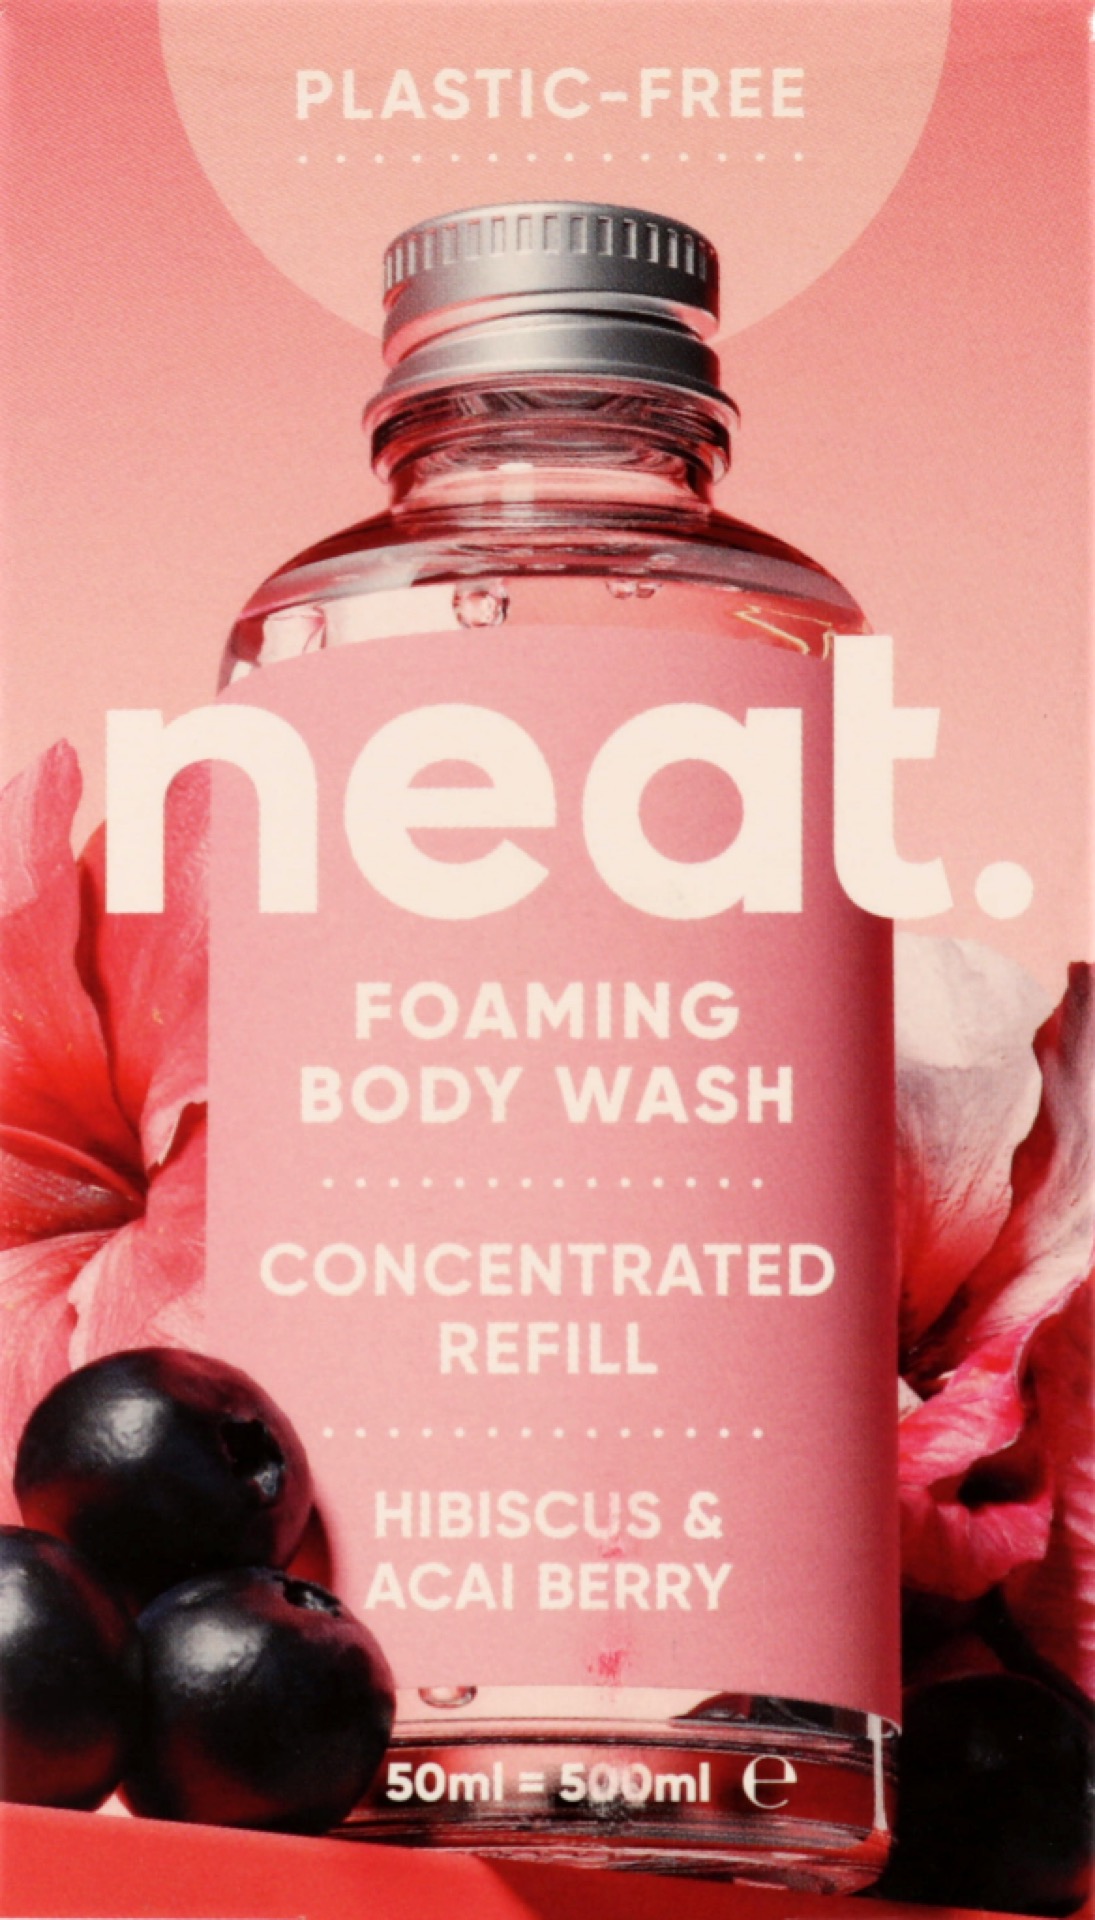 PLASTIC-FREE
neat.
FOAMING
BODY WASH
CONCENTRATED
REFILL
HIBISCUS &
ACAI BERRY
50ml = 500ml ℮